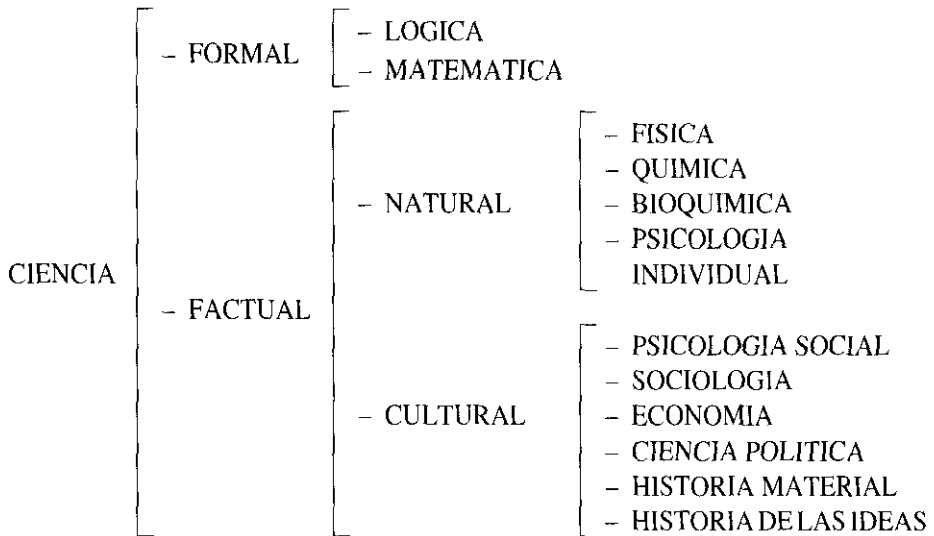 CIENCIA
– FORMAL
– LOGICA
– MATEMATICA
– FACTUAL
– NATURAL
– FISICA
– QUIMICA
– BIOQUIMICA
– PSICOLOGIA
INDIVIDUAL
– CULTURAL
– PSICOLOGIA SOCIAL
– SOCIOLOGIA
– ECONOMIA
– CIENCIA POLITICA
– HISTORIA MATERIAL
– HISTORIA DE LAS IDEAS